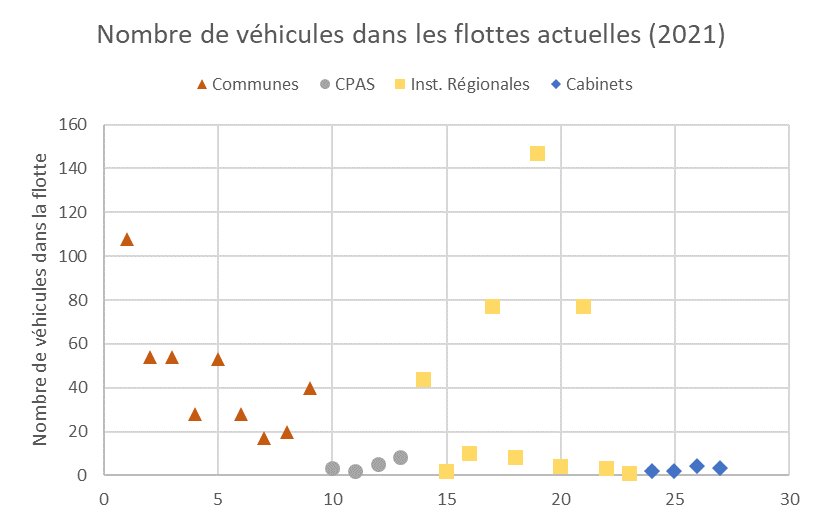 Nombre de véhicules dans les flottes actuelles (2021)
Communes CPAS Inst. Régionales Cabinets
Nombre de véhicules dans la flotte
160
140
120
100
80
60
40
20
0
0 5 10 15 20 25 30